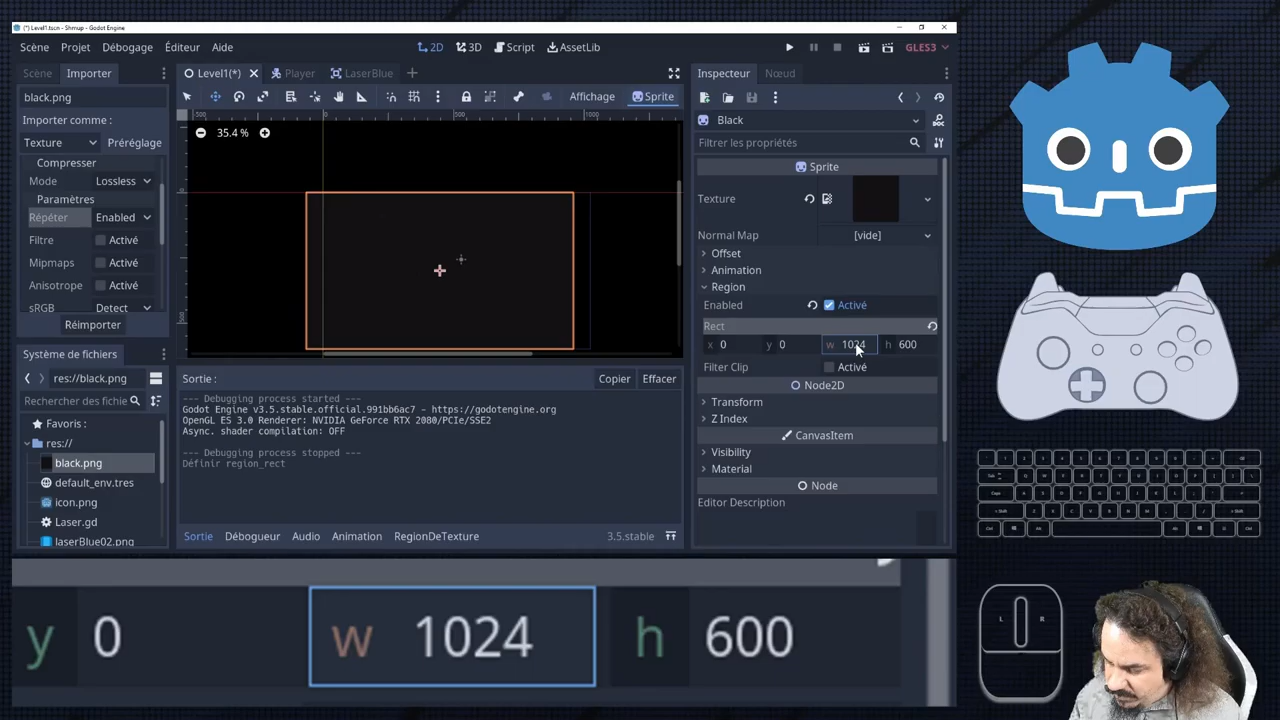 (*) Level1.tscn - Shmup - Godot Engine
Scène Projet Débogage Éditeur Aide
2D 3D Script AssetLib
GLES3
Scène Importer
Level1(*) Player LaserBlue
Inspecteur Nœud
black.png
Affichage Sprite
Importer comme :
Black
Texture Préréglage
-500 0 500 1000
35.4 %
Filtrer les propriétés
Compresser
Mode Lossless
Paramètres
Répéter Enabled
Filtre Activé
Mipmaps Activé
Anisotrope Activé
sRGB Detect
Réimporter
Sprite
Texture
Normal Map [vide]
Offset
Animation
Region
Enabled Activé
Rect
x 0 y 0 w 1024 h 600
Filter Clip Activé
Node2D
Transform
Z Index
CanvasItem
Visibility
Material
Node
Editor Description
Système de fichiers
res://black.png
Rechercher des fichie
Favoris :
res://
black.png
default_env.tres
icon.png
Laser.gd
laserBlue02.png
Sortie : Copier Effacer
--- Debugging process started ---
Godot Engine v3.5.stable.official.991bb6ac7 - https://godotengine.org
OpenGL ES 3.0 Renderer: NVIDIA GeForce RTX 2080/PCIe/SSE2
Async. shader compilation: OFF
--- Debugging process stopped ---
Définir region_rect
Sortie Débogueur Audio Animation RegionDeTexture 3.5.stable
y 0 w 1024 h 600
L R